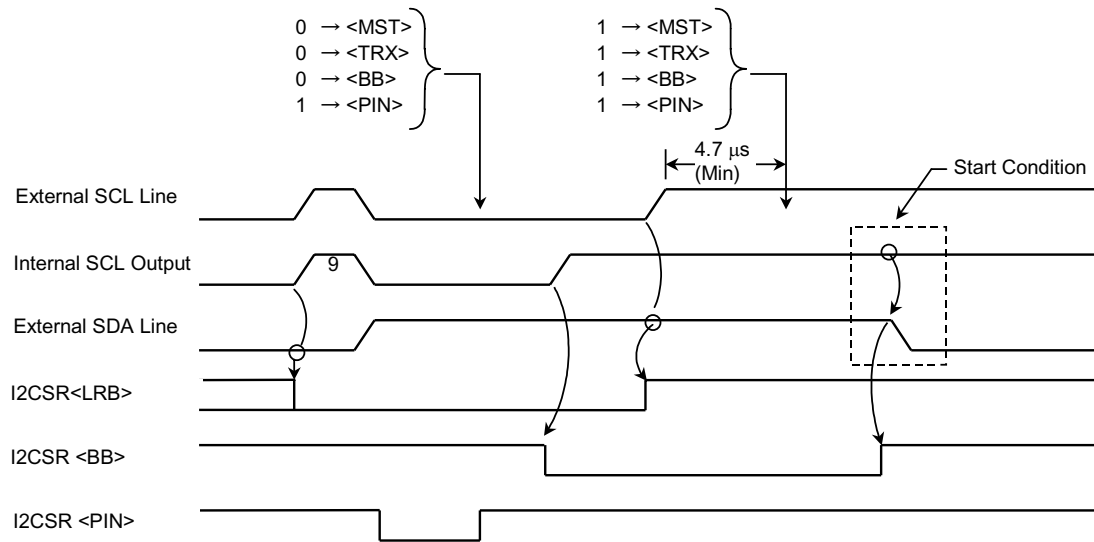 0 → <MST>
0 → <TRX>
0 → <BB>
1 → <PIN>
1 → <MST>
1 → <TRX>
1 → <BB>
1 → <PIN>
4.7 μs
(Min)
Start Condition
External SCL Line
Internal SCL Output
9
External SDA Line
I2CSR<LRB>
I2CSR <BB>
I2CSR <PIN>